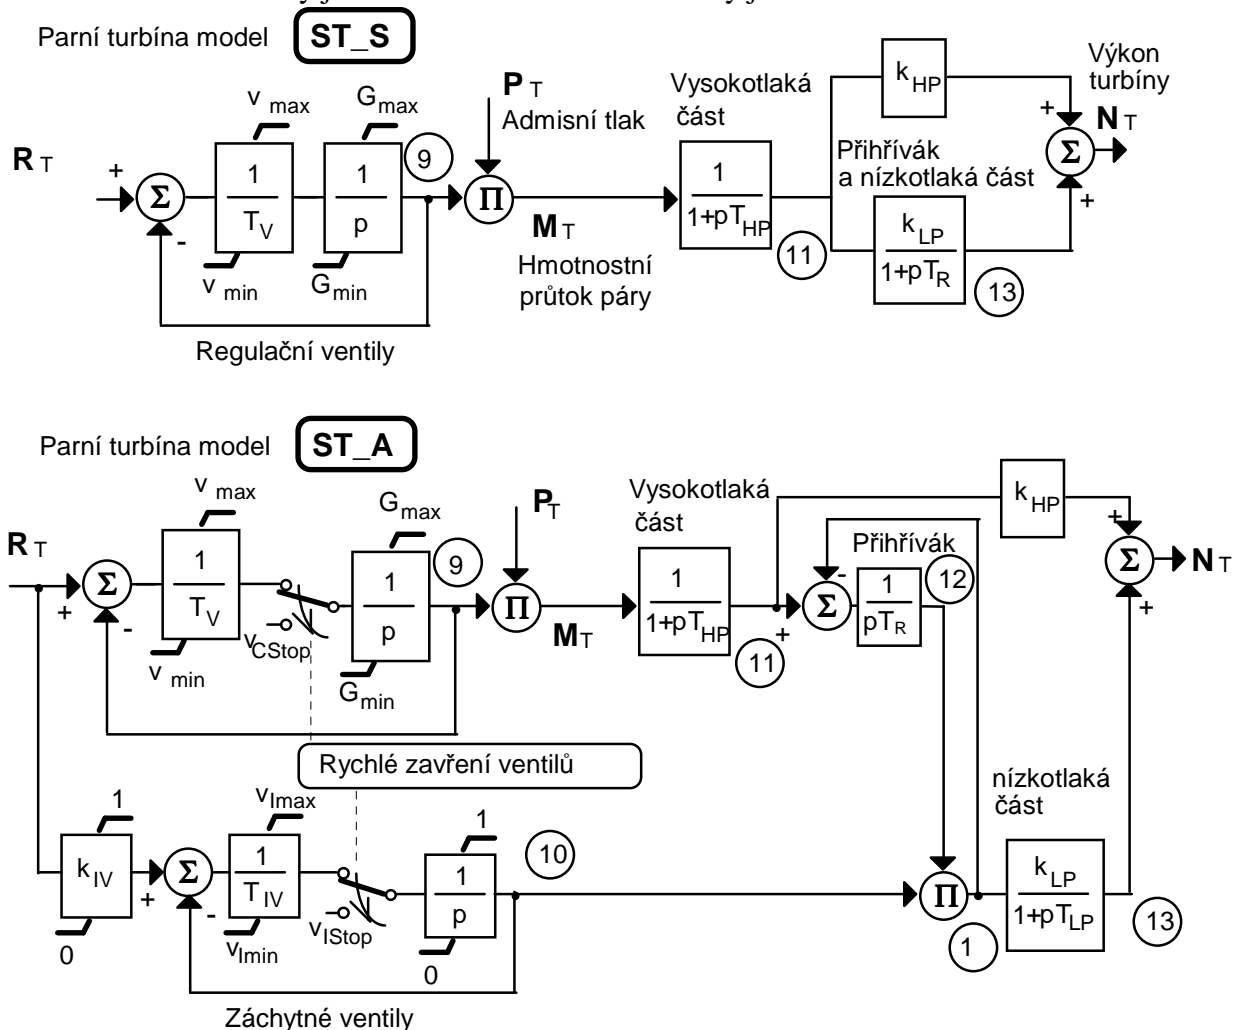 Parní turbína model ST_S
R T
+
Σ
-
v max
1
T V
v min
G max
1
p
G min
9
P T
Admisní tlak
Π
M T
Hmotnostní
průtok páry
Vysokotlaká
část
1
1+pT HP
11
k HP
Přihřívák
a nízkotlaká část
k LP
1+pT R
13
+
Σ
+
Výkon
turbíny
N T
Regulační ventily
Parní turbína model ST_A
R T
+
Σ
-
v max
1
T V
v min
v CStop
G max
1
p
G min
9
P T
Π
M T
Vysokotlaká
část
1
1+pT HP
11
+
-
Σ
Přihřívák
1
pT R
12
k HP
+
Σ
+
N T
Rychlé zavření ventilů
1
k IV
0
+
Σ
-
v Imax
1
T IV
v Imin
v IStop
1
1
p
0
10
Π
1
nízkotlaká
část
k LP
1+pT LP
13
Záchytné ventily